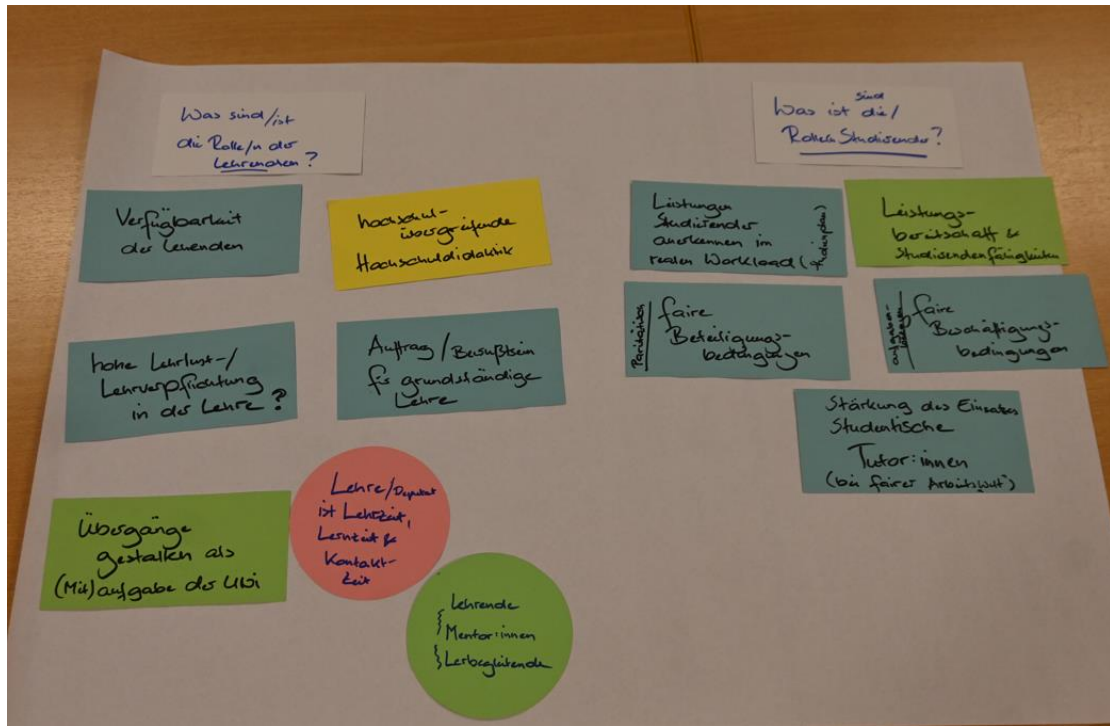 Was sind/ist
die Rolle/n der
Lehrenden?
Verfügbarkeit
der Lehrenden
hochschul-
übergreifende
Hochschuldidaktik
hohe Lehrlust-/
Lehrverpflichtung
in der Lehre?
Auftrag/Bewußtsein
für grundständige
Lehre
Übergänge
gestalten als
(Mit)aufgabe der Uni
Lehre/Deputat
ist Lehrzeit,
Lernzeit &
Kontakt-
zeit
Lehrende
Mentor:innen
Lerbegleitende
sind
Was ist die/
Rollen Studierender?
Leistungen
Studierender
anerkennen im
realen Workload (
Leistungs-
bereitschaft &
Studierendenfähigkeiten
Paritätische
faire
Beteiligungs-
bedingungen
faire
Beschäftigungs-
bedingungen
Stärkung des Einsatzes
Studentische
Tutor:innen
(bei fairer Arbeitswelt)